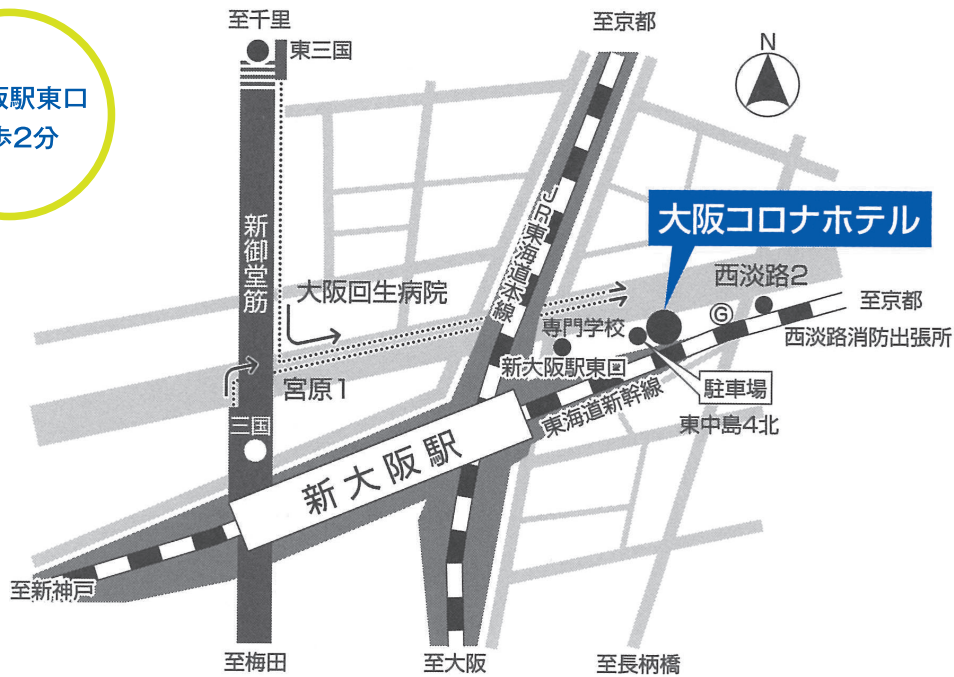 至千里
東三国
至京都
N
阪駅東口
歩2分
JR東海道本線
大阪コロナホテル
新御堂筋
大阪回生病院
西淡路2
至京都
G
専門学校
西淡路消防出張所
新大阪駅東口
宮原1
駐車場
東海道新幹線
東中島4北
三国
新大阪駅
至新神戸
至梅田
至大阪
至長柄橋